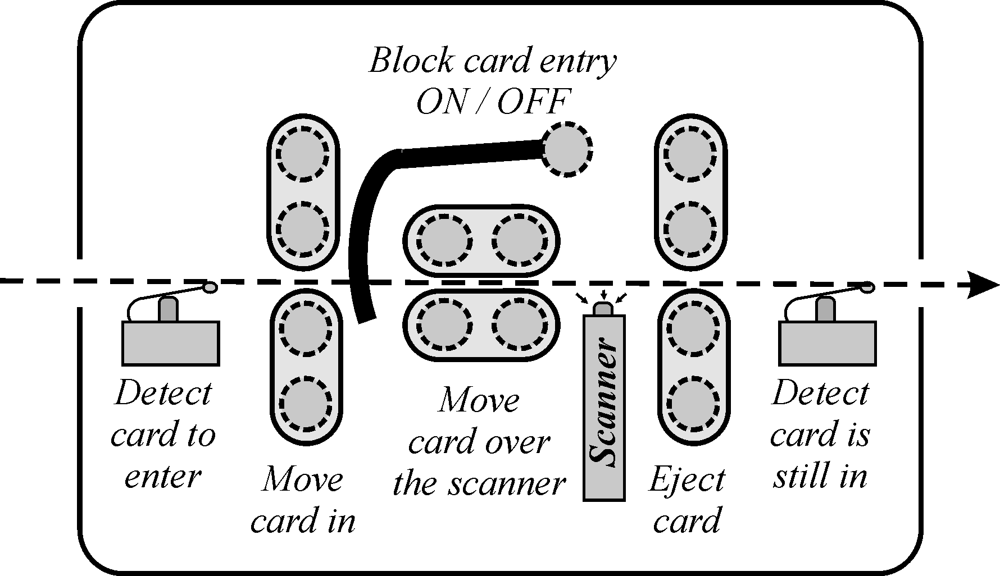 Block card entry
ON / OFF
Detect
card to
enter
Move
card in
Move
card over
the scanner
Scanner
Eject
card
Detect
card is
still in